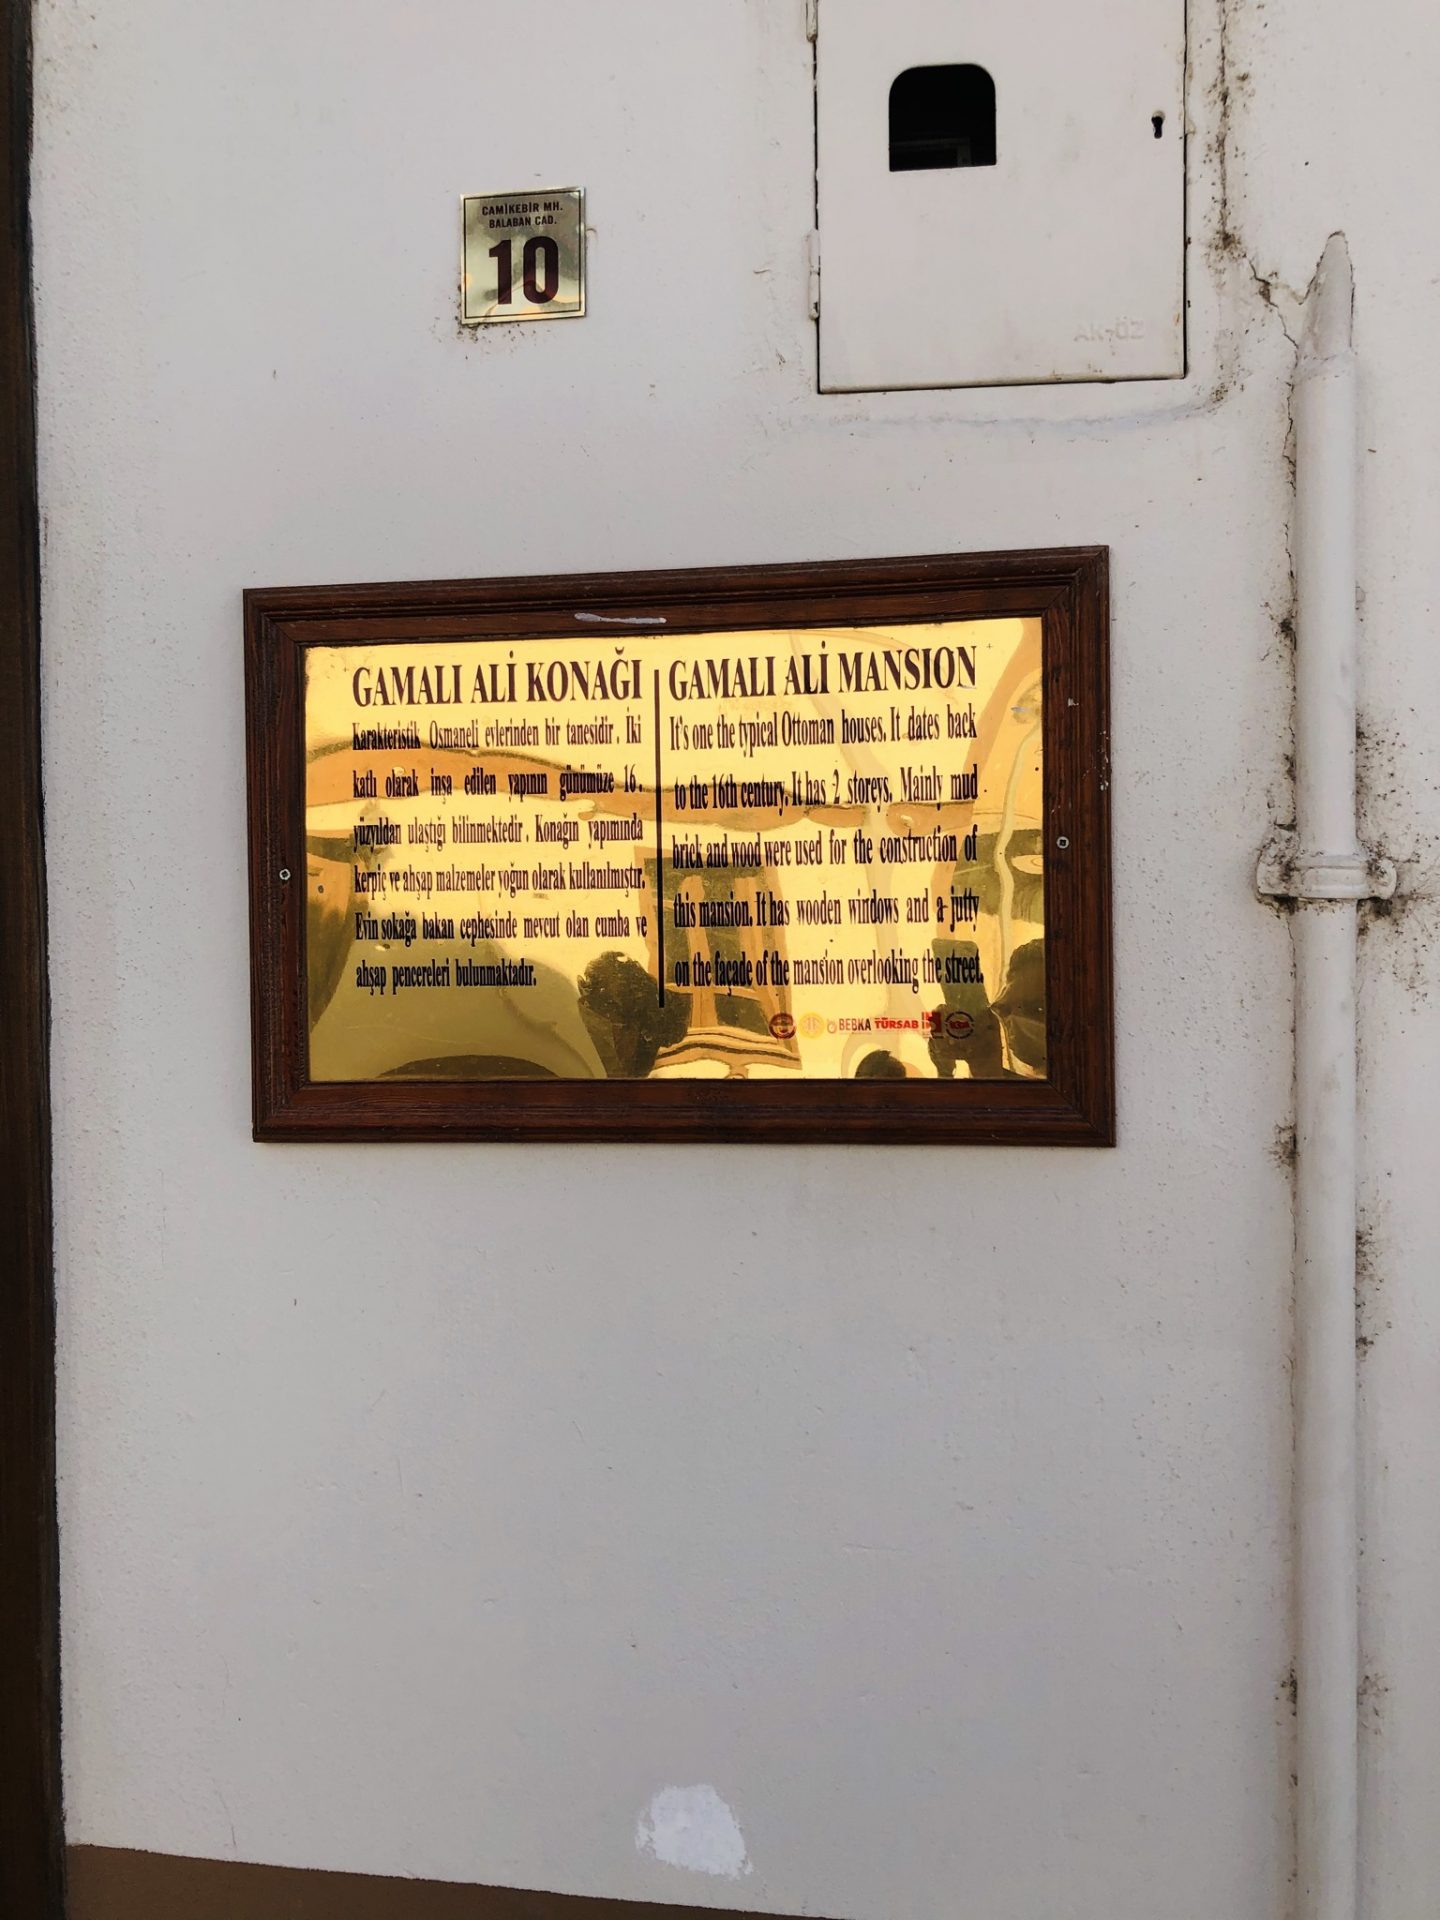 CAMİKEBİR MH.
BALABAN CAD.
10
AK-ÖZ
GAMALI ALİ KONAĞI
Karakteristik Osmaneli evlerinden bir tanesidir. İki
katlı olarak inşa edilen yapının günümüze 16.
yüzyıldan ulaştığı bilinmektedir. Konağın yapımında
kerpiç ve ahşap malzemeler yoğun olarak kullanılmıştır.
Evin sokağa bakan cephesinde mevcut olan cumba ve
ahşap pencereleri bulunmaktadır.
GAMALI ALİ MANSION
It's one the typical Ottoman houses. It dates back
to the 16th century. It has 2 storeys. Mainly mud
brick and wood were used for the construction of
this mansion. It has wooden windows and a jutty
on the façade of the mansion overlooking the street.
BEBKA TÜRSAB